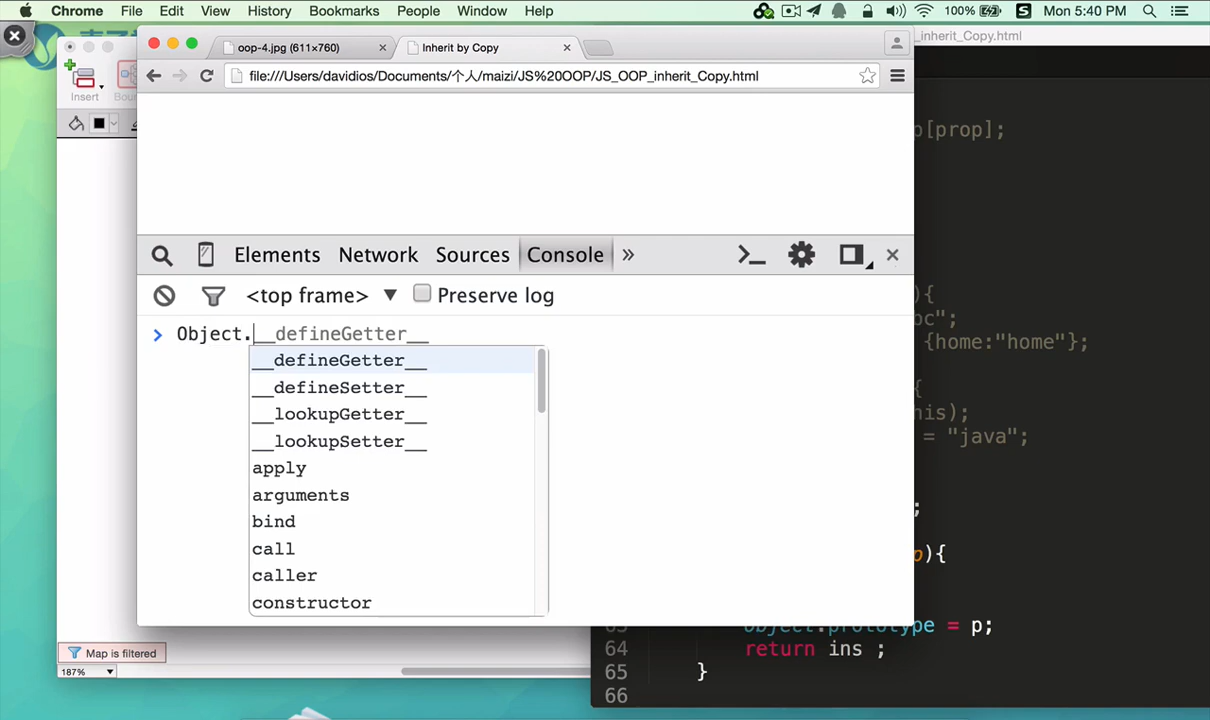 Chrome File Edit View History Bookmarks People Window Help 100% Mon 5:40 PM
oop-4.jpg (611×760) Inherit by Copy _inherit_Copy.html
file:///Users/davidios/Documents/个人/maizi/JS%20OOP/JS_OOP_inherit_Copy.html
Insert
p[prop];
Elements Network Sources Console »
<top frame> Preserve log
){
oc";
{home:"home"};
> Object.__defineGetter__
__defineGetter__
__defineSetter__
__lookupGetter__
__lookupSetter__
apply
arguments
bind
call
caller
constructor
{
his);
= "java";
;
){
object.prototype = p;
64 return ins ;
65 }
66
Map is filtered
187%